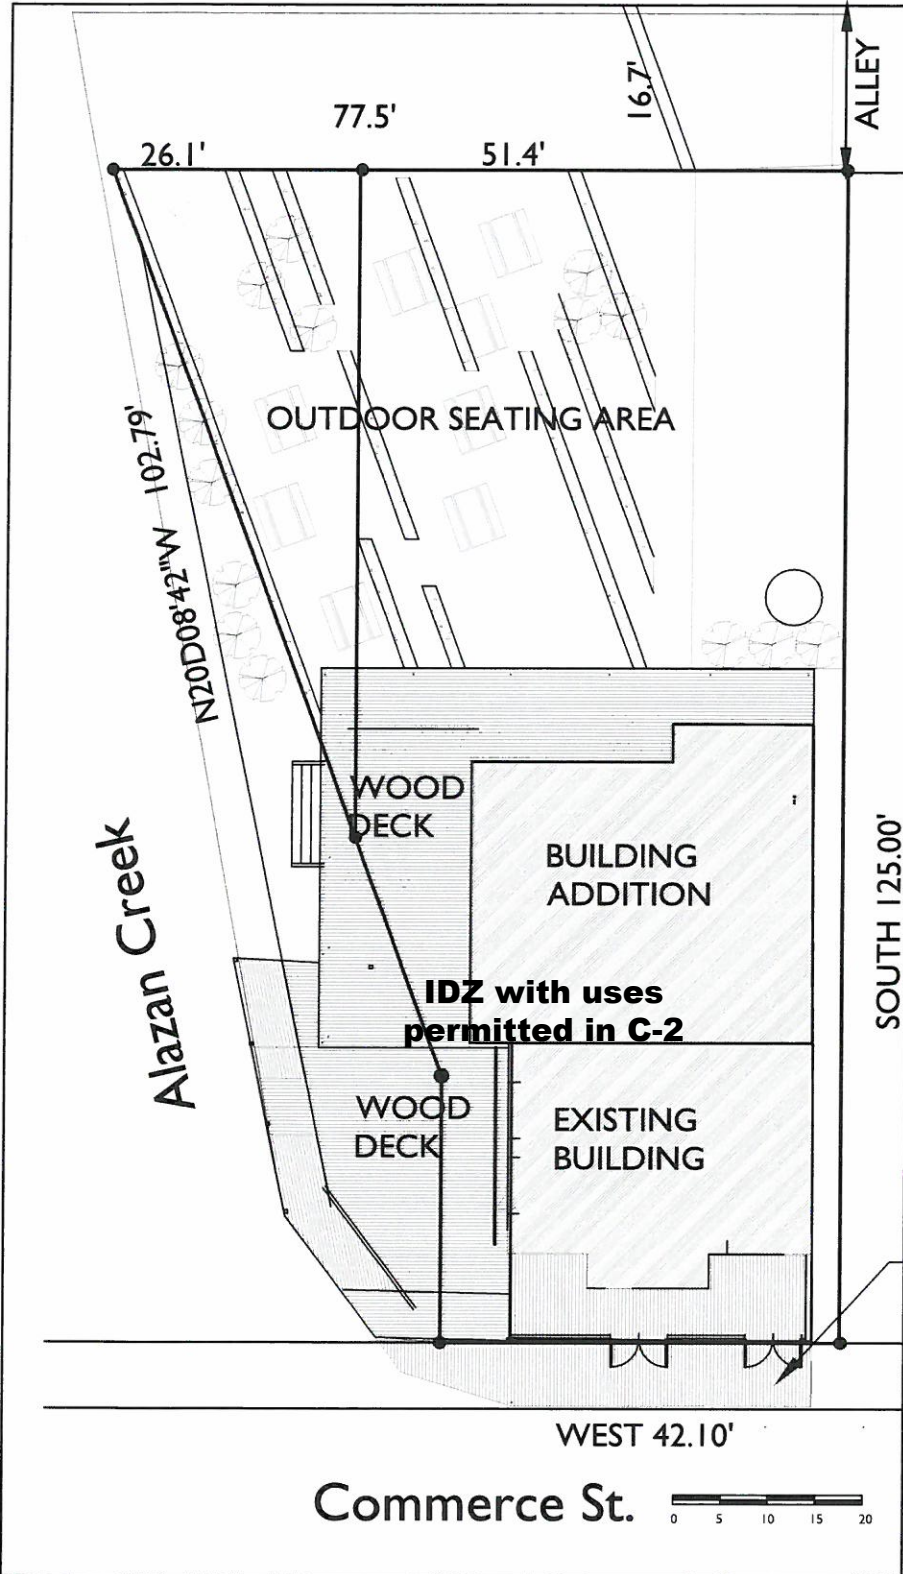 ALLEY
16.7'
77.5'
26.1'
51.4'
OUTDOOR SEATING AREA
N20D08'42"W 102.79'
WOOD
DECK
BUILDING
ADDITION
SOUTH 125.00'
Alazan Creek
IDZ with uses
permitted in C-2
WOOD
DECK
EXISTING
BUILDING
WEST 42.10'
Commerce St.
0 5 10 15 20